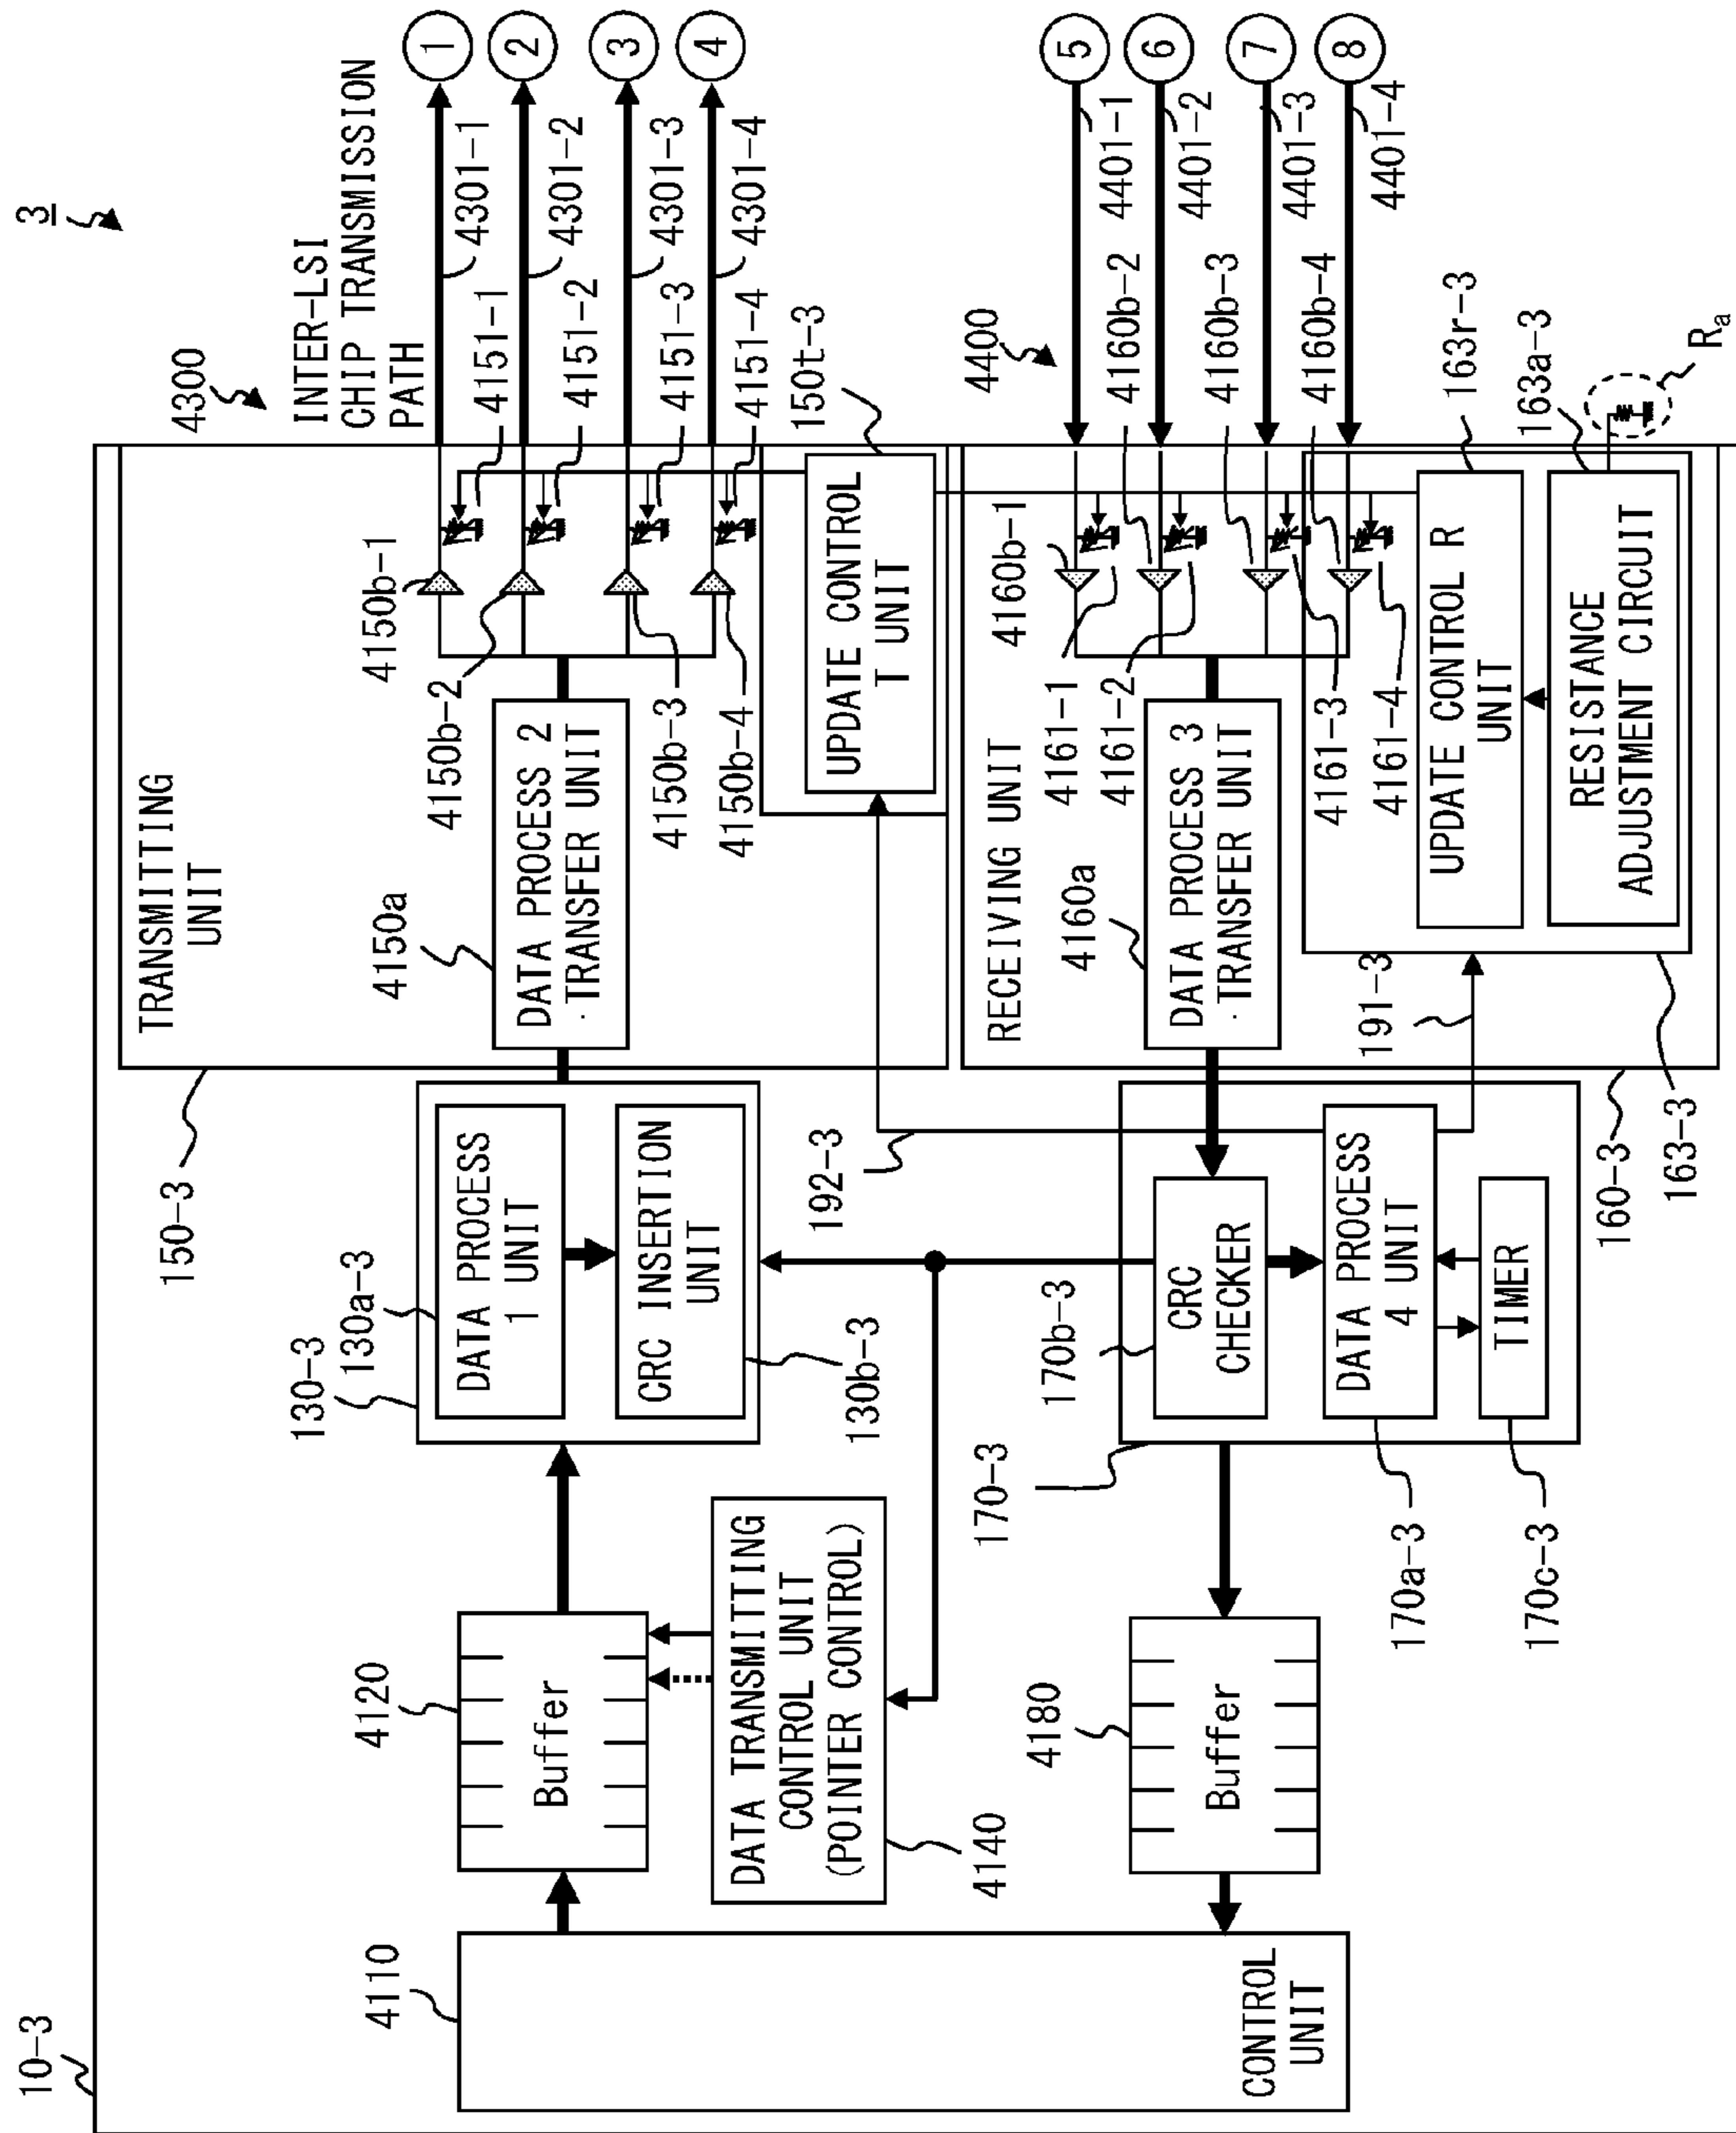 3
10-3
4300
INTER-LSI
CHIP TRANSMISSION
PATH
TRANSMITTING
UNIT
150-3
4110
CONTROL
UNIT
4120
Buffer
DATA TRANSMITTING
CONTROL UNIT
(POINTER CONTROL)
4140
130-3
130a-3
DATA PROCESS
1 UNIT
CRC INSERTION
UNIT
130b-3
4150a
DATA PROCESS 2
TRANSFER UNIT
4150b-1
4150b-2
4150b-3
4150b-4
4151-1
4151-2
4151-3
4151-4
4301-1
4301-2
4301-3
4301-4
1
2
3
4
150t-3
UPDATE CONTROL
T UNIT
192-3
RECEIVING UNIT
4400
5
6
7
8
4401-1
4401-2
4401-3
4401-4
4160b-1
4160b-2
4160b-3
4160b-4
4161-1
4161-2
4161-3
4161-4
4160a
DATA PROCESS 3
TRANSFER UNIT
170-3
170b-3
CRC
CHECKER
DATA PROCESS
4 UNIT
TIMER
170a-3
170c-3
4180
Buffer
191-3
UPDATE CONTROL R
UNIT
RESISTANCE
ADJUSTMENT CIRCUIT
163r-3
163a-3
Ra
160-3
163-3